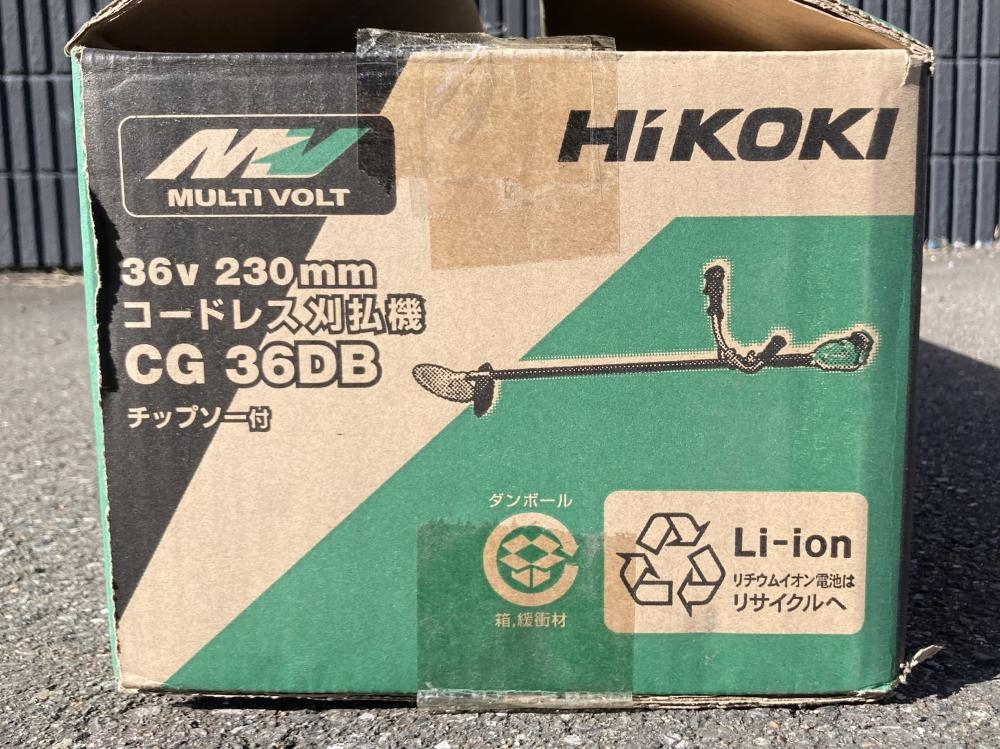 MV
MULTI VOLT
HiKOKI
36v 230mm
コードレス刈払機
CG 36DB
チップソー付
ダンボール
箱,緩衝材
Li-ion
リチウムイオン電池は
リサイクルへ